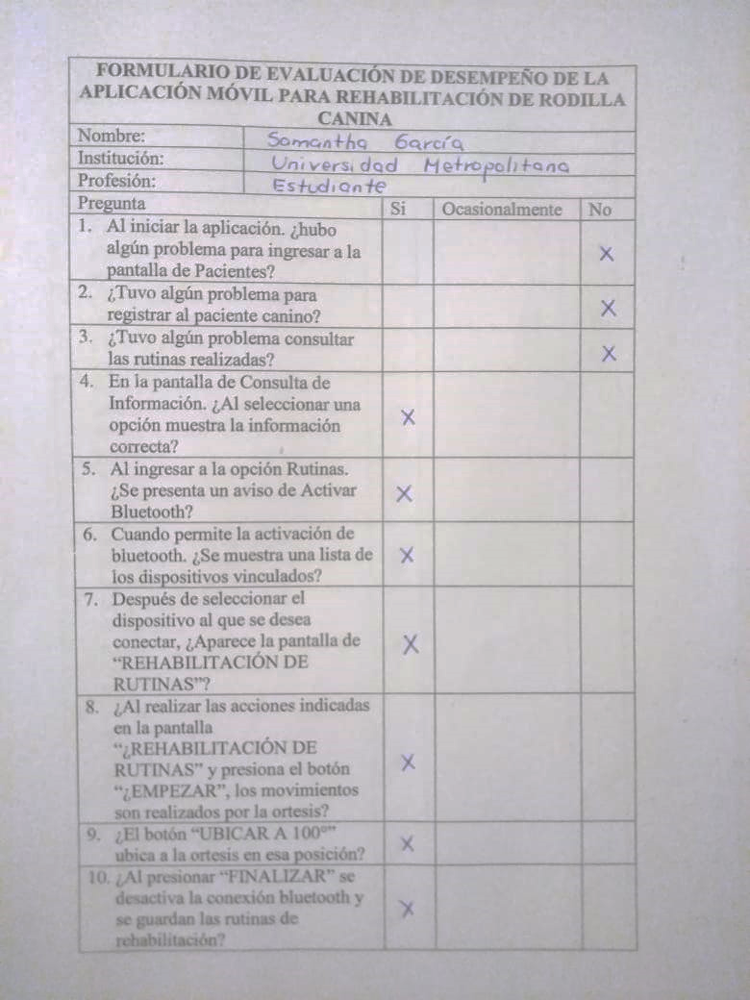 FORMULARIO DE EVALUACIÓN DE DESEMPEÑO DE LA
APLICACIÓN MÓVIL PARA REHABILITACIÓN DE RODILLA
CANINA
Nombre: Samantha García
Institución: Universidad Metropolitana
Profesión: Estudiante
Pregunta Si Ocasionalmente No
1. Al iniciar la aplicación. ¿hubo
algún problema para ingresar a la X
pantalla de Pacientes?
2. ¿Tuvo algún problema para
registrar al paciente canino? X
3. ¿Tuvo algún problema consultar
las rutinas realizadas? X
4. En la pantalla de Consulta de
Información. ¿Al seleccionar una
opción muestra la información X
correcta?
5. Al ingresar a la opción Rutinas.
¿Se presenta un aviso de Activar X
Bluetooth?
6. Cuando permite la activación de
bluetooth. ¿Se muestra una lista de X
los dispositivos vinculados?
7. Después de seleccionar el
dispositivo al que se desea
conectar, ¿Aparece la pantalla de X
“REHABILITACIÓN DE
RUTINAS”?
8. ¿Al realizar las acciones indicadas
en la pantalla
“¿REHABILITACIÓN DE
RUTINAS” y presiona el botón X
“¿EMPEZAR”, los movimientos
son realizados por la ortesis?
9. ¿El botón “UBICAR A 100°”
ubica a la ortesis en esa posición? X
10. ¿Al presionar “FINALIZAR” se
desactiva la conexión bluetooth y X
se guardan las rutinas de
rehabilitación?